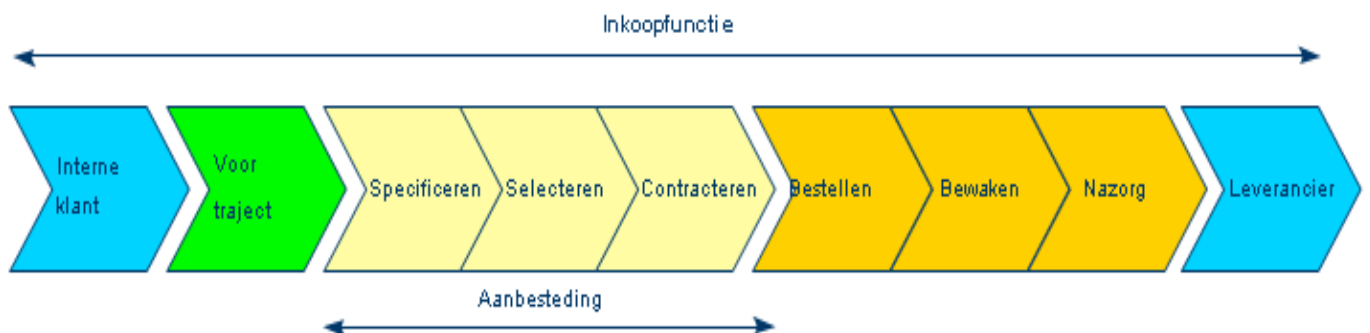 Inkoopfunctie
Interne
klant
Voor
traject
Specificeren
Selecteren
Contracteren
Bestellen
Bewaken
Nazorg
Leverancier
Aanbesteding